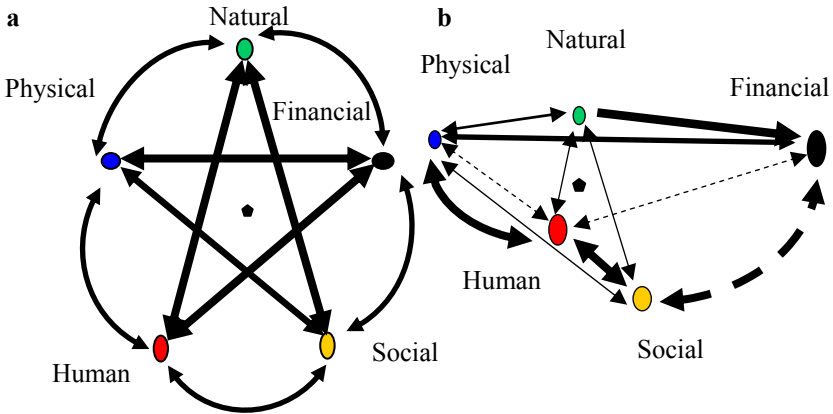 a
Natural
Physical
Financial
Human
Social
b
Natural
Physical
Financial
Human
Social